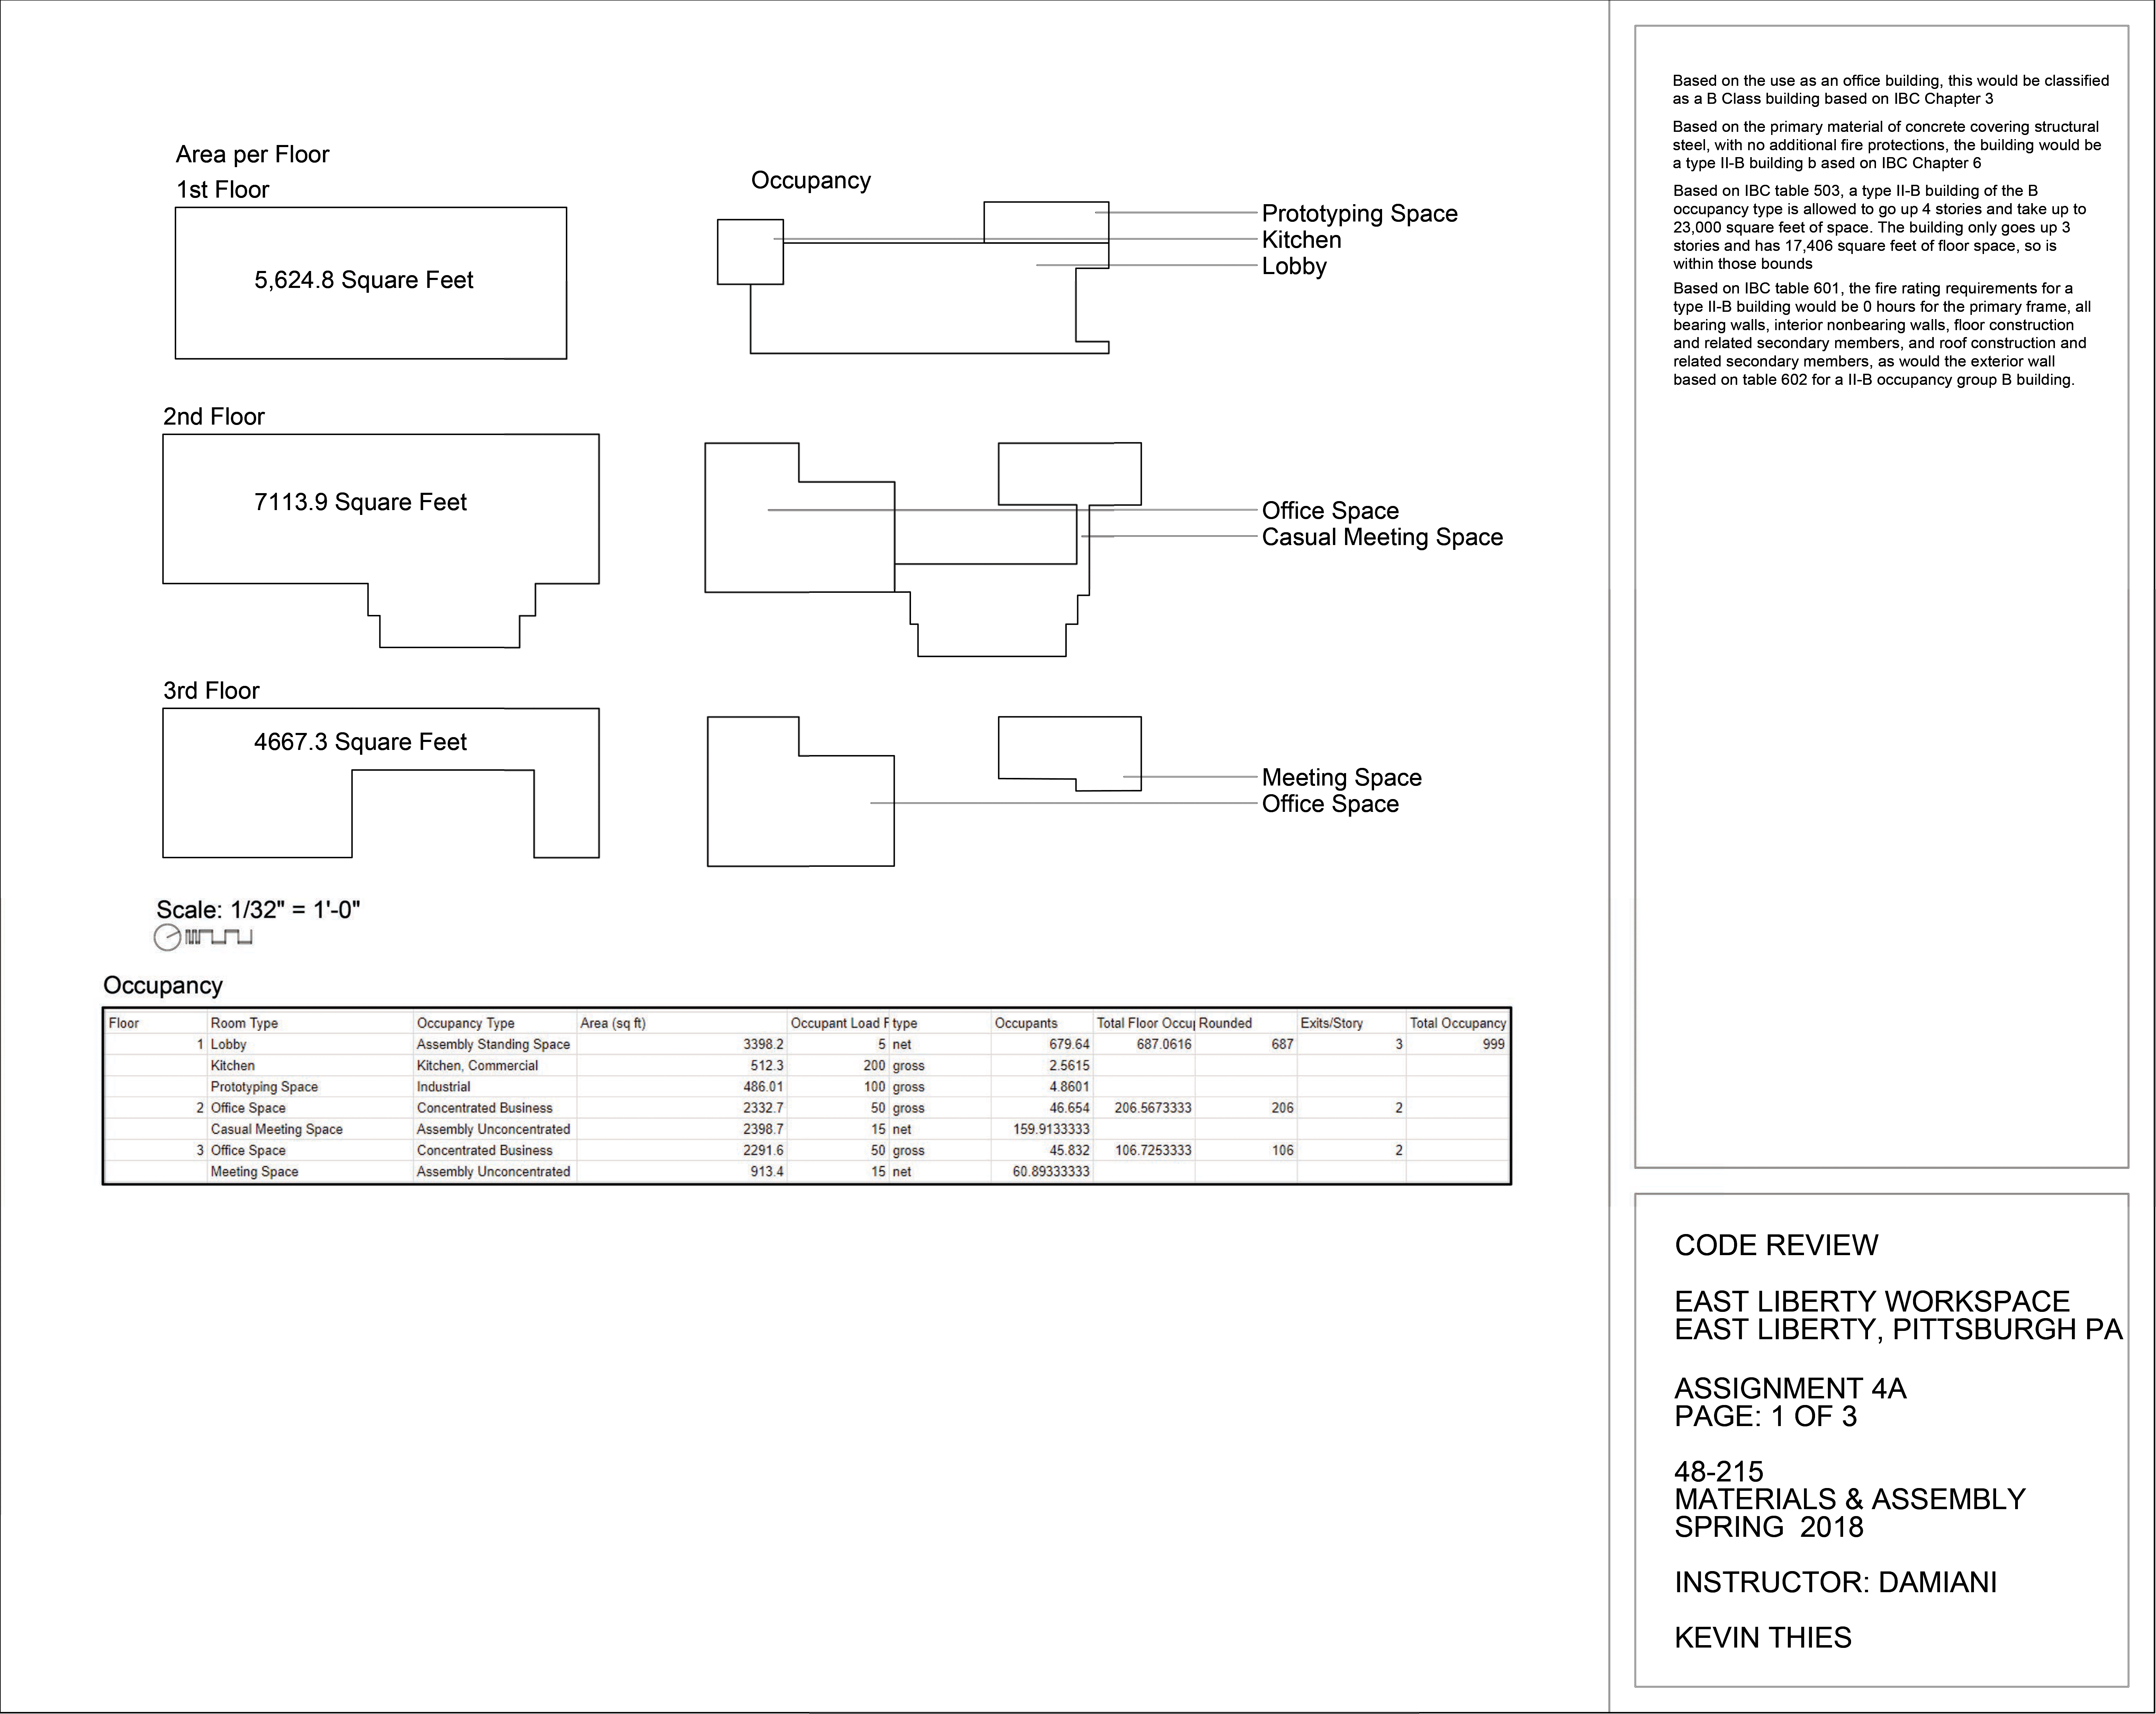 Area per Floor
1st Floor
5,624.8 Square Feet
2nd Floor
7113.9 Square Feet
3rd Floor
4667.3 Square Feet
Scale: 1/32" = 1'-0"
Occupancy
Prototyping Space
Kitchen
Lobby
Office Space
Casual Meeting Space
Meeting Space
Office Space
Occupancy
Floor Room Type Occupancy Type Area (sq ft) Occupant Load F type Occupants Total Floor Occu Rounded Exits/Story Total Occupancy
1 Lobby Assembly Standing Space 3398.2 5 net 679.64 687.0616 687 3 999
Kitchen Kitchen, Commercial 512.3 200 gross 2.5615
Prototyping Space Industrial 486.01 100 gross 4.8601
2 Office Space Concentrated Business 2332.7 50 gross 46.654 206.5673333 206 2
Casual Meeting Space Assembly Unconcentrated 2398.7 15 net 159.9133333
3 Office Space Concentrated Business 2291.6 50 gross 45.832 106.7253333 106 2
Meeting Space Assembly Unconcentrated 913.4 15 net 60.89333333
Based on the use as an office building, this would be classified
as a B Class building based on IBC Chapter 3
Based on the primary material of concrete covering structural
steel, with no additional fire protections, the building would be
a type II-B building b ased on IBC Chapter 6
Based on IBC table 503, a type II-B building of the B
occupancy type is allowed to go up 4 stories and take up to
23,000 square feet of space. The building only goes up 3
stories and has 17,406 square feet of floor space, so is
within those bounds
Based on IBC table 601, the fire rating requirements for a
type II-B building would be 0 hours for the primary frame, all
bearing walls, interior nonbearing walls, floor construction
and related secondary members, and roof construction and
related secondary members, as would the exterior wall
based on table 602 for a II-B occupancy group B building.
CODE REVIEW
EAST LIBERTY WORKSPACE
EAST LIBERTY, PITTSBURGH PA
ASSIGNMENT 4A
PAGE: 1 OF 3
48-215
MATERIALS & ASSEMBLY
SPRING 2018
INSTRUCTOR: DAMIANI
KEVIN THIES